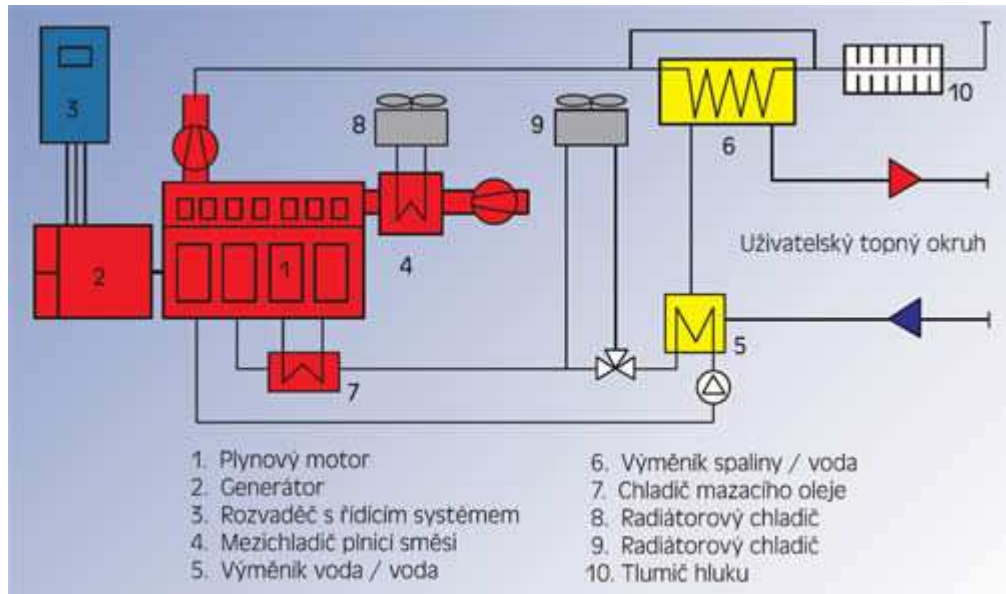 3
8
9
10
6
Uživatelský topný okruh
2
1
4
5
7
1. Plynový motor
2. Generátor
3. Rozvaděč s řídícím systémem
4. Mezichladič plnicí směsi
5. Výměník voda / voda
6. Výměník spaliny / voda
7. Chladič mazacího oleje
8. Radiátorový chladič
9. Radiátorový chladič
10. Tlumič hluku